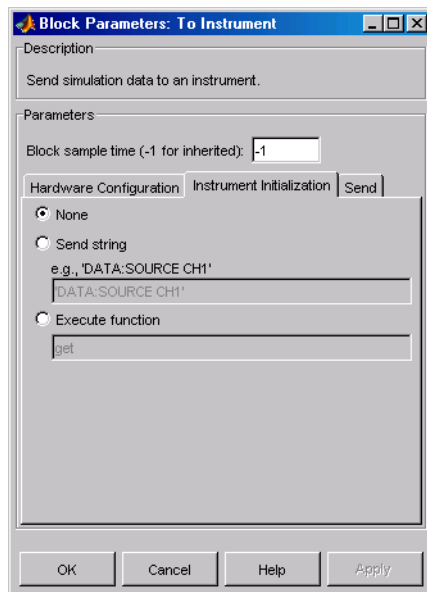 Block Parameters: To Instrument
Description
Send simulation data to an instrument.
Parameters
Block sample time (-1 for inherited): -1
Hardware Configuration Instrument Initialization Send
None
Send string
e.g., 'DATA:SOURCE CH1'
'DATA:SOURCE CH1'
Execute function
get
OK Cancel Help Apply